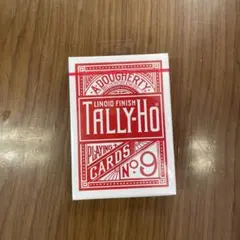 A. DOUGHERTY
LINOID FINISH
TALLY-HO
PLAYING
CARDS
No. 9